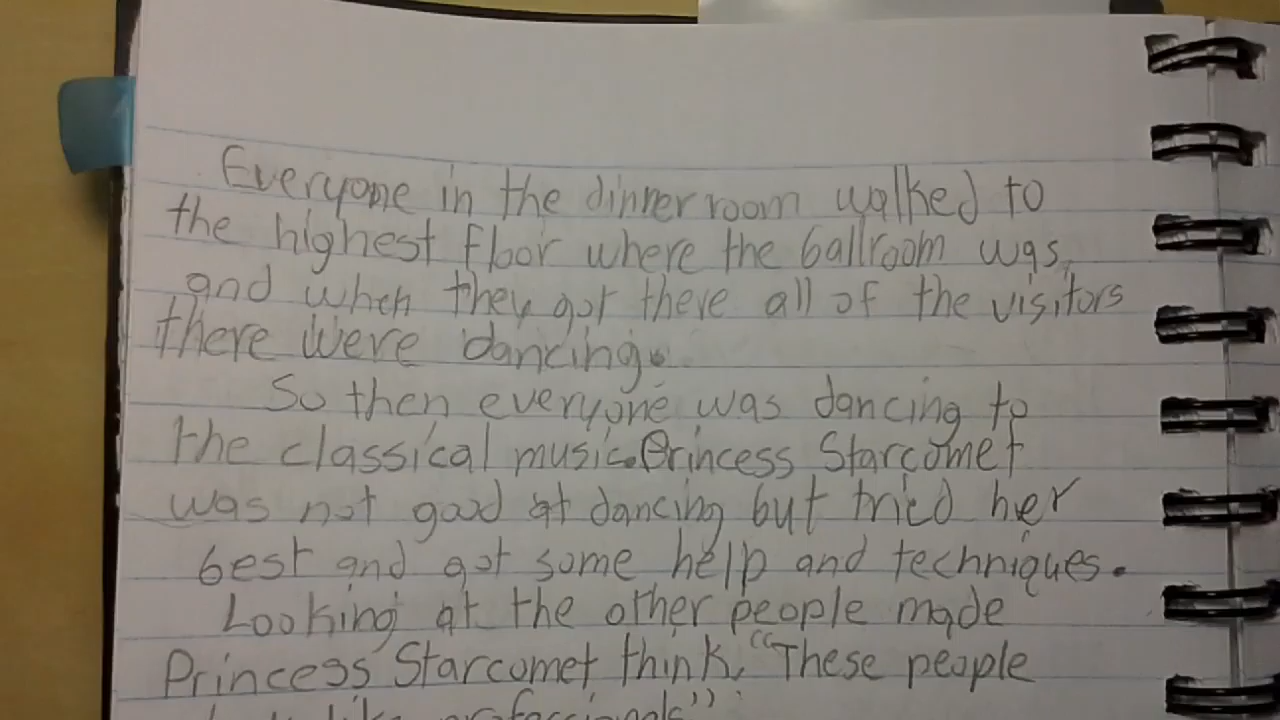 Everyone in the dinner room walked to
the highest floor where the ballroom was,
and when they got there all of the visitors
there were dancing.
So then everyone was dancing to
the classical music. Princess Starcomet
was not good at dancing but tried her
best and got some help and techniques.
Looking at the other people made
Princess Starcomet think, "These people
like professionals"